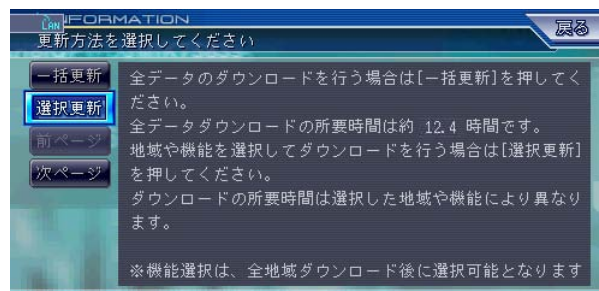 LAN
INFORMATION
更新方法を選択してください
戻る
一括更新
選択更新
前ページ
次ページ
全データのダウンロードを行う場合は[一括更新]を押してく
ださい。
全データダウンロードの所要時間は約 12.4 時間です。
地域や機能を選択してダウンロードを行う場合は[選択更新]
を押してください。
ダウンロードの所要時間は選択した地域や機能により異なり
ます。
※機能選択は、全地域ダウンロード後に選択可能となります